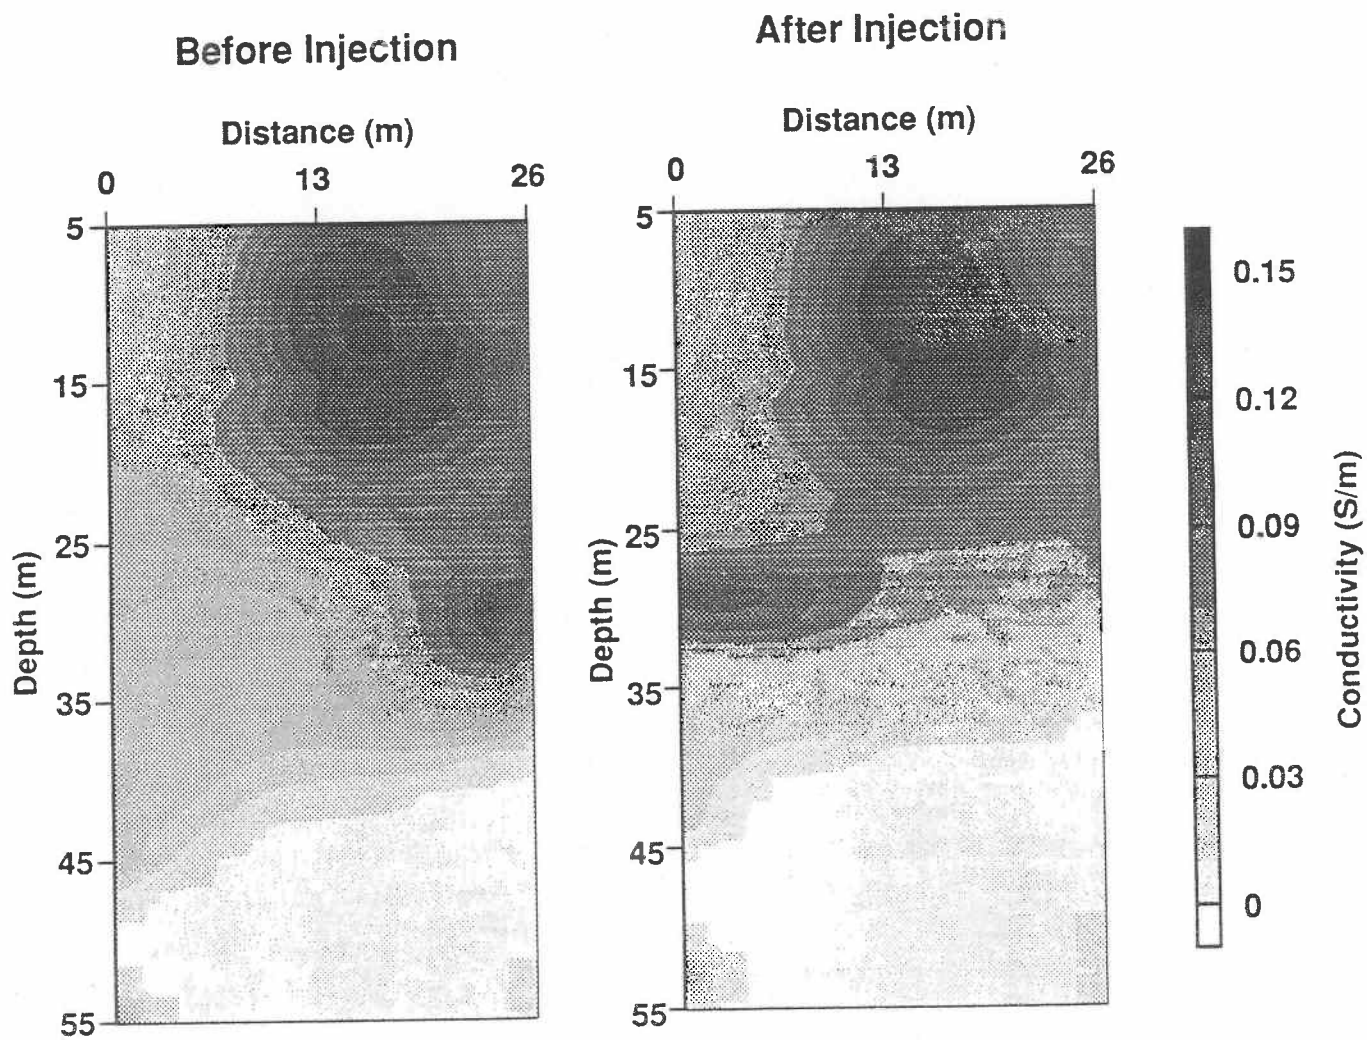 Before Injection
Distance (m)
0 13 26
5
15
25
35
45
55
Depth (m)
After Injection
Distance (m)
0 13 26
5
15
25
35
45
55
Depth (m)
0.15
0.12
0.09
0.06
0.03
0
Conductivity (S/m)